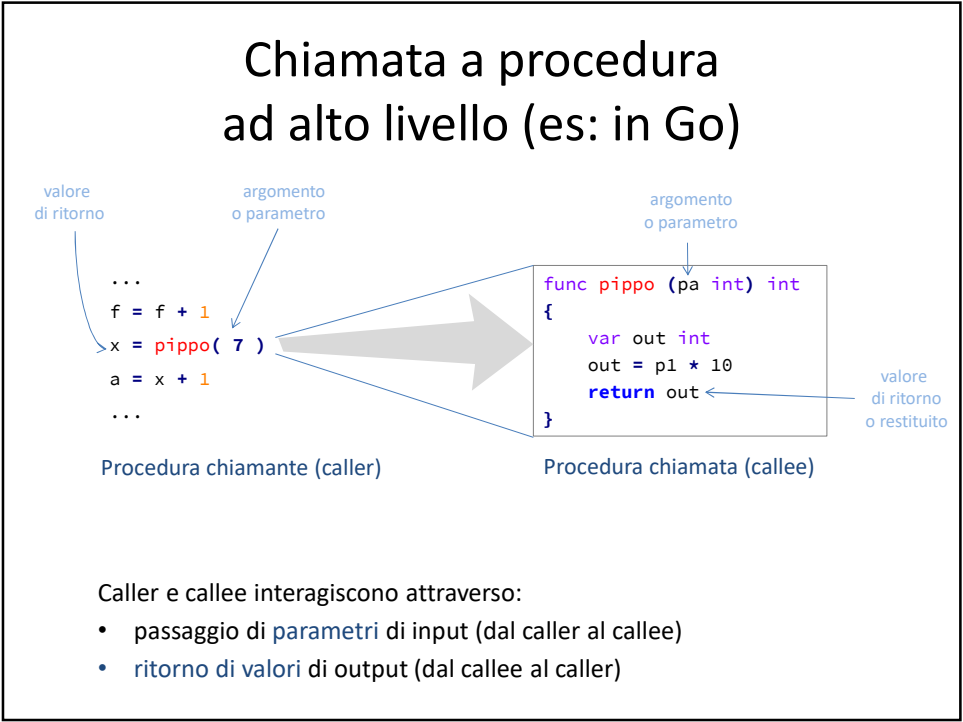 Chiamata a procedura
ad alto livello (es: in Go)
valore
di ritorno
argomento
o parametro
argomento
o parametro
...
f = f + 1
x = pippo( 7 )
a = x + 1
...
func pippo (pa int) int
{
var out int
out = p1 * 10
return out
}
valore
di ritorno
o restituito
Procedura chiamante (caller)
Procedura chiamata (callee)
Caller e callee interagiscono attraverso:
• passaggio di parametri di input (dal caller al callee)
• ritorno di valori di output (dal callee al caller)